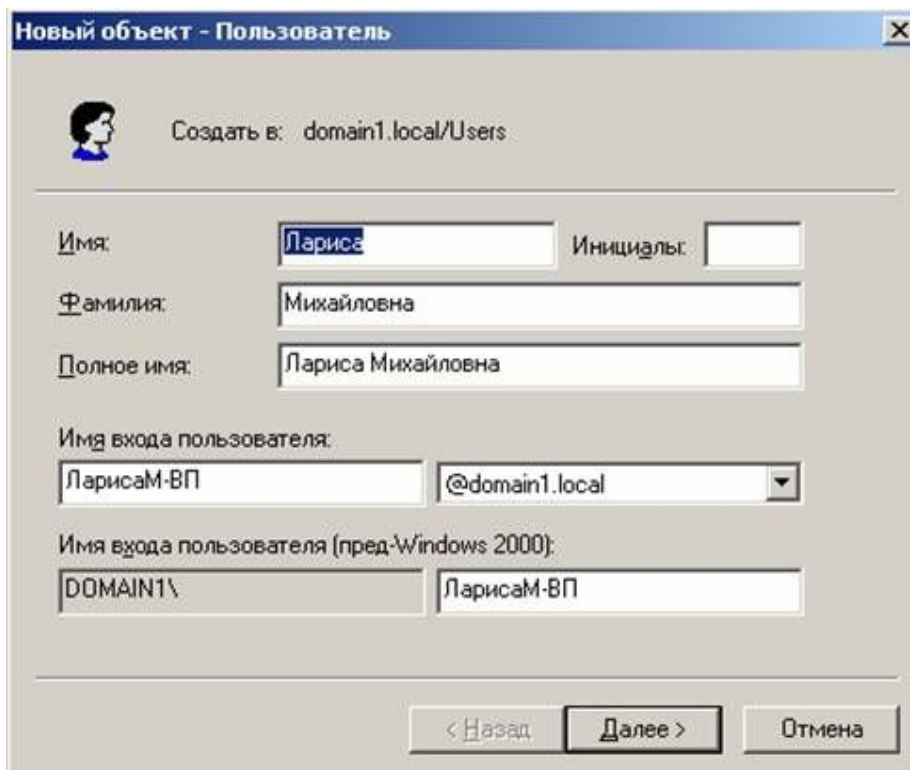 Новый объект - Пользователь
Создать в: domain1.local/Users
Имя: Лариса Инициалы:
Фамилия: Михайловна
Полное имя: Лариса Михайловна
Имя входа пользователя:
ЛарисаМ-ВП @domain1.local
Имя входа пользователя (пред-Windows 2000):
DOMAIN1\ ЛарисаМ-ВП
< Назад Далее > Отмена